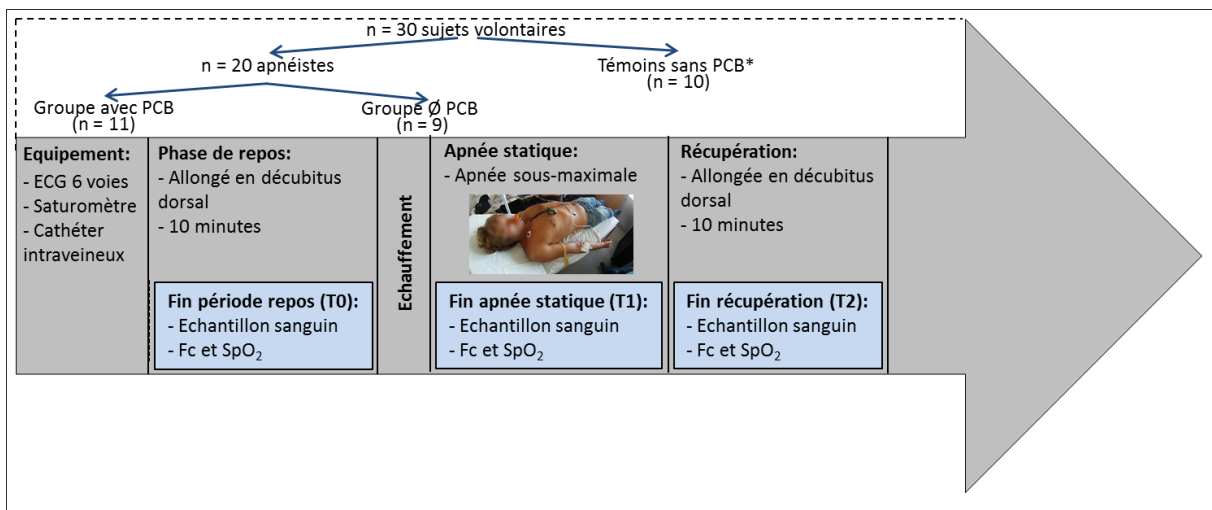 n = 30 sujets volontaires
n = 20 apnéistes
Témoins sans PCB*
(n = 10)
Groupe avec PCB
(n = 11)
Groupe Ø PCB
(n = 9)
Equipement:
- ECG 6 voies
- Saturomètre
- Cathéter
intraveineux
Phase de repos:
- Allongé en décubitus
dorsal
- 10 minutes
Fin période repos (T0):
- Echantillon sanguin
- Fc et SpO₂
Echauffement
Apnée statique:
- Apnée sous-maximale
Fin apnée statique (T1):
- Echantillon sanguin
- Fc et SpO₂
Récupération:
- Allongée en décubitus
dorsal
- 10 minutes
Fin récupération (T2):
- Echantillon sanguin
- Fc et SpO₂